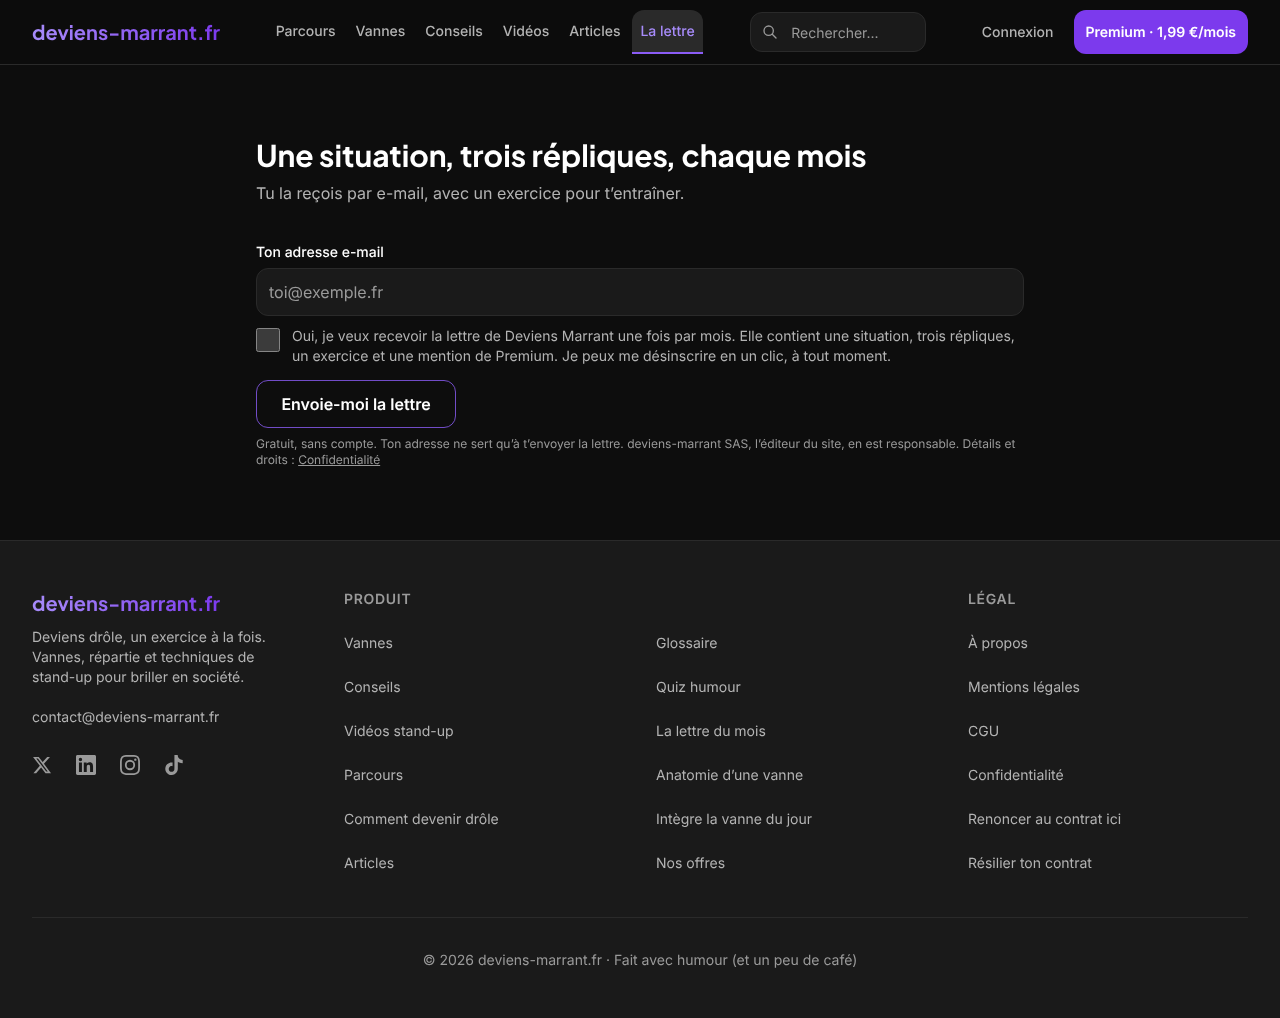 deviens-marrant.fr
Parcours
Vannes
Conseils
Vidéos
Articles
La lettre
Rechercher...
Connexion
Premium · 1,99 €/mois
Une situation, trois répliques, chaque mois
Tu la reçois par e-mail, avec un exercice pour t’entraîner.
Ton adresse e-mail
toi@exemple.fr
Oui, je veux recevoir la lettre de Deviens Marrant une fois par mois. Elle contient une situation, trois répliques,
un exercice et une mention de Premium. Je peux me désinscrire en un clic, à tout moment.
Envoie-moi la lettre
Gratuit, sans compte. Ton adresse ne sert qu’à t’envoyer la lettre. deviens-marrant SAS, l’éditeur du site, en est responsable. Détails et
droits : Confidentialité
deviens-marrant.fr
Deviens drôle, un exercice à la fois.
Vannes, répartie et techniques de
stand-up pour briller en société.
contact@deviens-marrant.fr
PRODUIT
Vannes
Conseils
Vidéos stand-up
Parcours
Comment devenir drôle
Articles
Glossaire
Quiz humour
La lettre du mois
Anatomie d’une vanne
Intègre la vanne du jour
Nos offres
LÉGAL
À propos
Mentions légales
CGU
Confidentialité
Renoncer au contrat ici
Résilier ton contrat
© 2026 deviens-marrant.fr · Fait avec humour (et un peu de café)